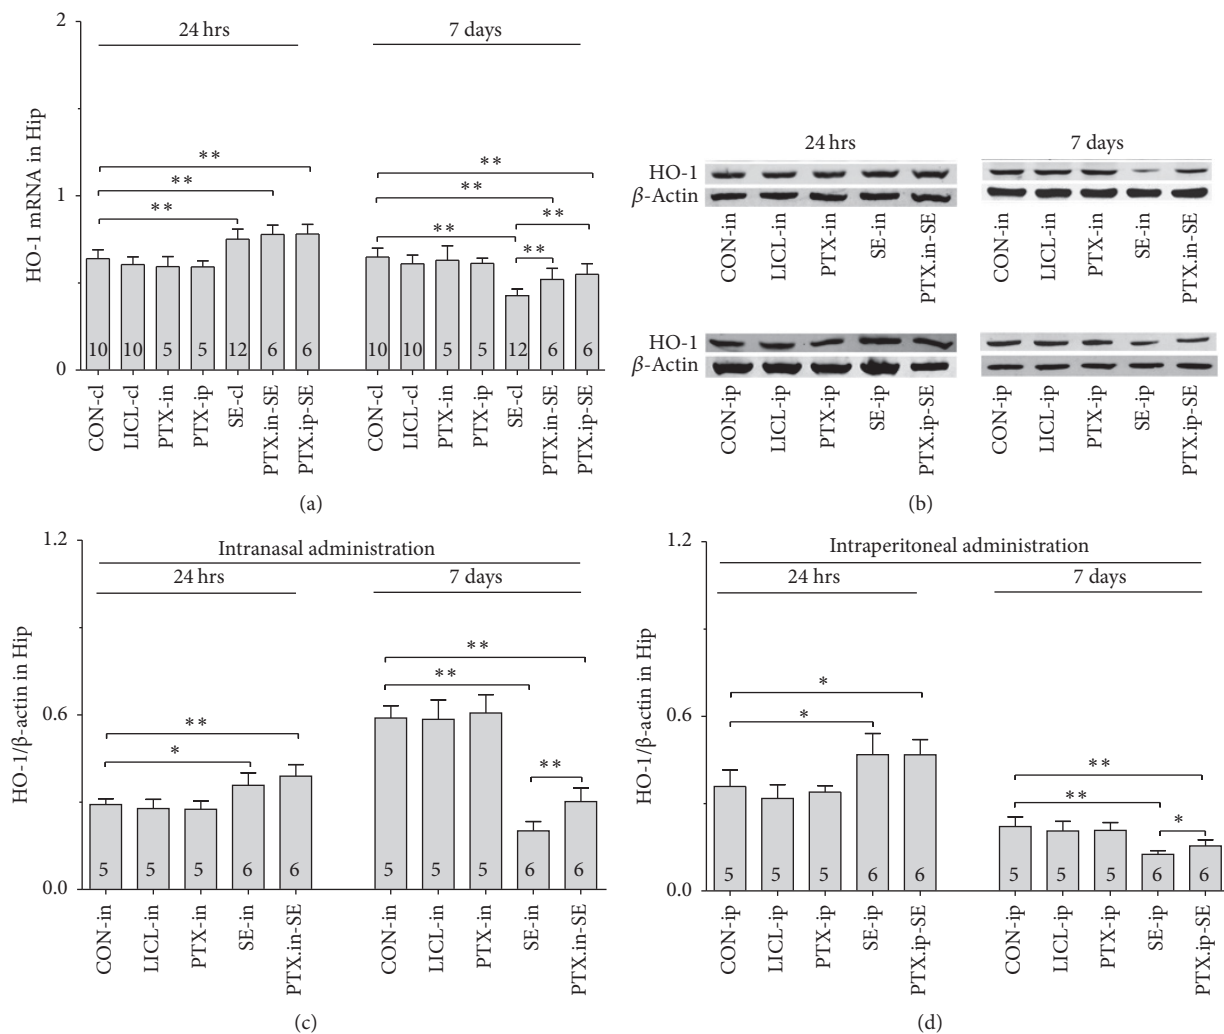 2
24 hrs
7 days
HO-1 mRNA in Hip
**
**
**
**
**
**
**
**
1
0
10
10
5
5
12
6
6
10
10
5
5
12
6
6
CON-cl
LICL-cl
PTX-in
PTX-ip
SE-cl
PTX.in-SE
PTX.ip-SE
CON-cl
LICL-cl
PTX-in
PTX-ip
SE-cl
PTX.in-SE
PTX.ip-SE
(a)
24 hrs
7 days
HO-1
β-Actin
CON-in
LICL-in
PTX-in
SE-in
PTX.in-SE
CON-in
LICL-in
PTX-in
SE-in
PTX.in-SE
HO-1
β-Actin
CON-ip
LICL-ip
PTX-ip
SE-ip
PTX.ip-SE
CON-ip
LICL-ip
PTX-ip
SE-ip
PTX.ip-SE
(b)
1.2
Intranasal administration
24 hrs
7 days
HO-1/β-actin in Hip
**
**
0.6
**
*
**
0.0
5
5
5
6
6
5
5
5
6
6
CON-in
LICL-in
PTX-in
SE-in
PTX.in-SE
CON-in
LICL-in
PTX-in
SE-in
PTX.in-SE
(c)
1.2
Intraperitoneal administration
24 hrs
7 days
HO-1/β-actin in Hip
*
*
0.6
**
**
*
0.0
5
5
5
6
6
5
5
5
6
6
CON-ip
LICL-ip
PTX-ip
SE-ip
PTX.ip-SE
CON-ip
LICL-ip
PTX-ip
SE-ip
PTX.ip-SE
(d)